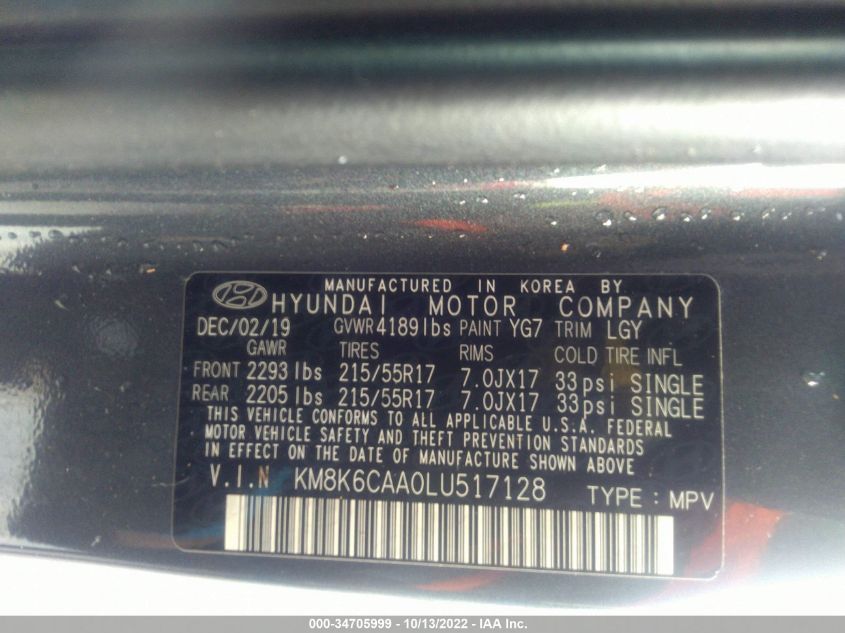 MANUFACTURED IN KOREA BY
HYUNDAI MOTOR COMPANY
DEC/02/19 GVWR 4189 lbs PAINT YG7 TRIM LGY
GAWR TIRES RIMS COLD TIRE INFL
FRONT 2293 lbs 215/55R17 7.0JX17 33psi SINGLE
REAR 2205 lbs 215/55R17 7.0JX17 33psi SINGLE
THIS VEHICLE CONFORMS TO ALL APPLICABLE U.S.A. FEDERAL
MOTOR VEHICLE SAFETY AND THEFT PREVENTION STANDARDS
IN EFFECT ON THE DATE OF MANUFACTURE SHOWN ABOVE
V.I.N KM8K6CAA0LU517128 TYPE : MPV
000-34705999 - 10/13/2022 - IAA Inc.